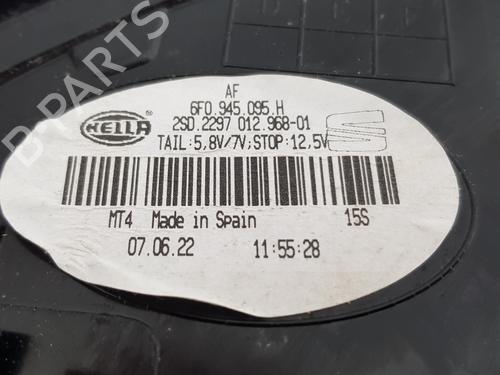 AF
6F0.945.095.H
HELLA
2SD.2297 012.968-01
TAIL:5,8V/7V;STOP:12,5V
MT4 Made in Spain 15S
07.06.22 11:55:28